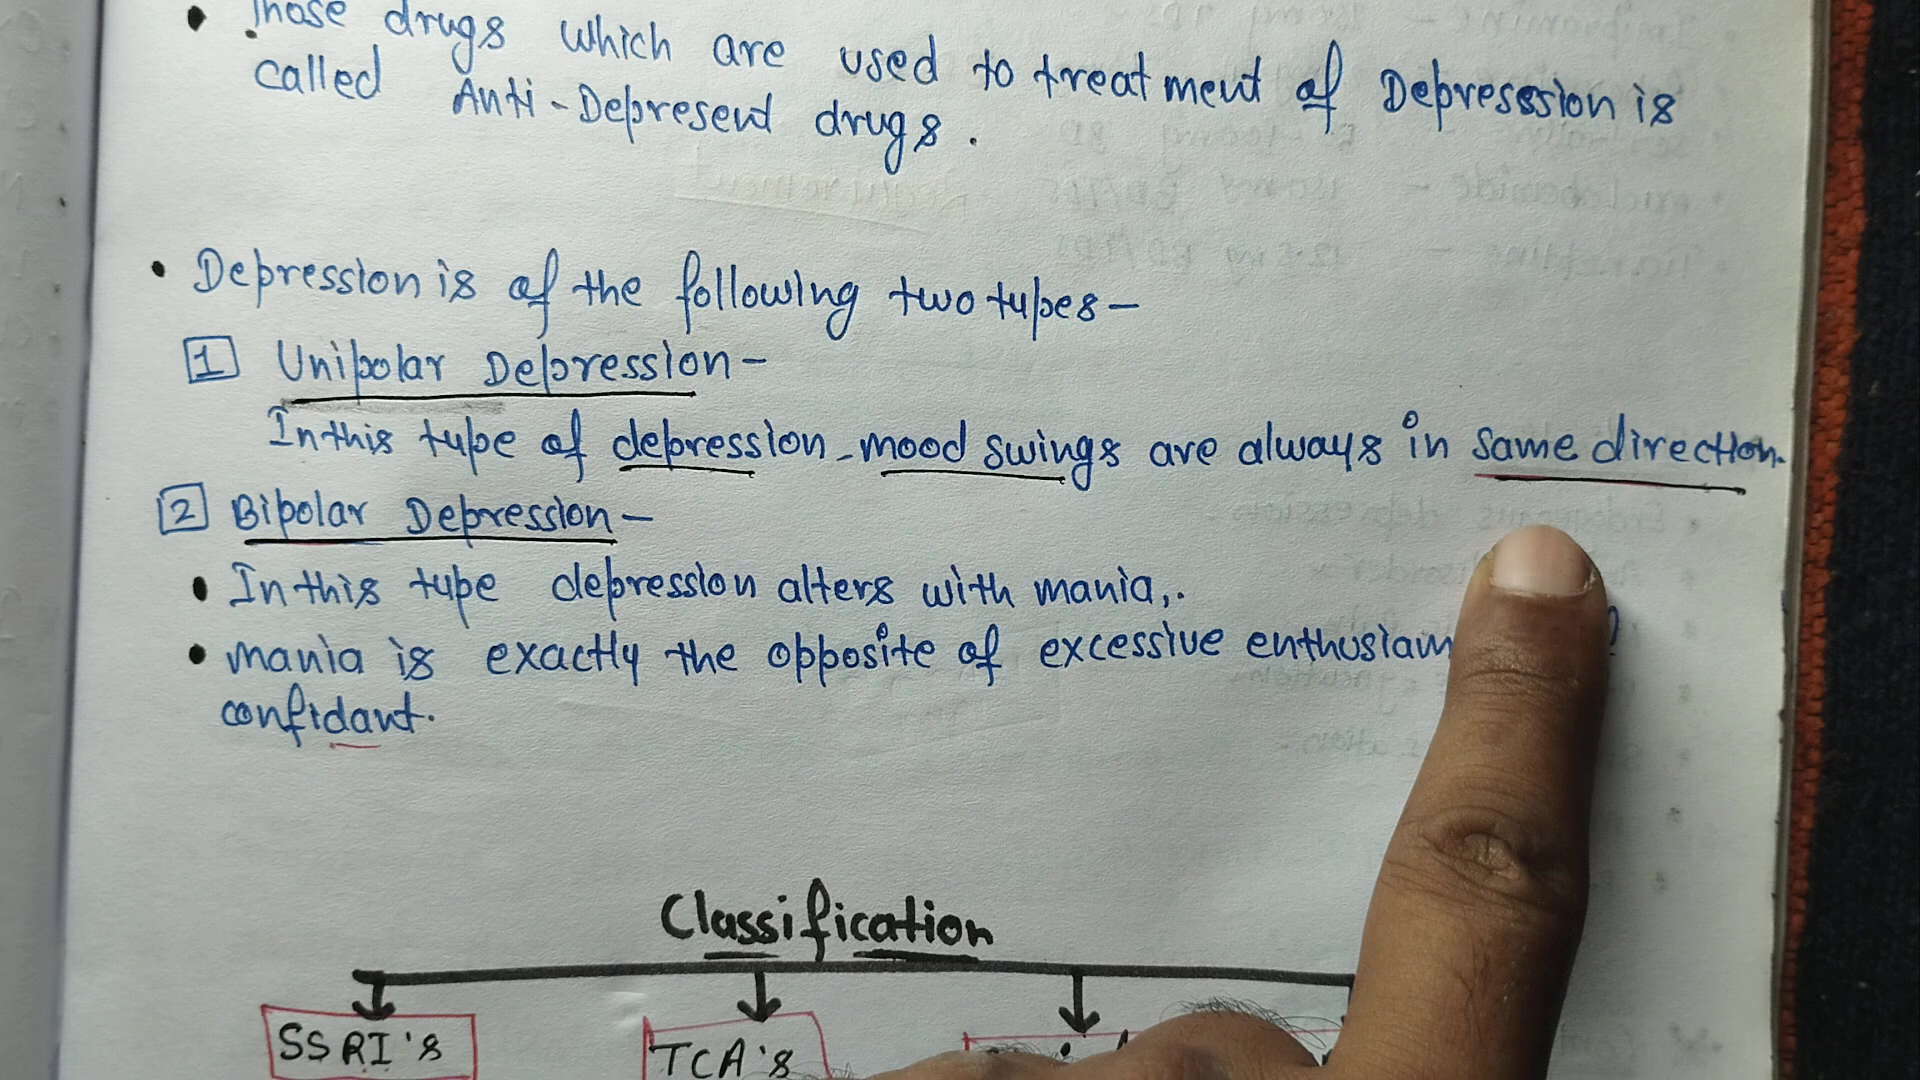 • Those drugs which are used to treatment of Depresssion is
called Anti-Depresent drugs.
• Depression is of the following two types-
1 Unipolar Depression-
In this type of depression mood swings are always in same direction.
2 Bipolar Depression-
• In this type depression alters with mania,.
• mania is exactly the opposite of excessive enthusiam
confidant.
Classification
SSRI's TCA's